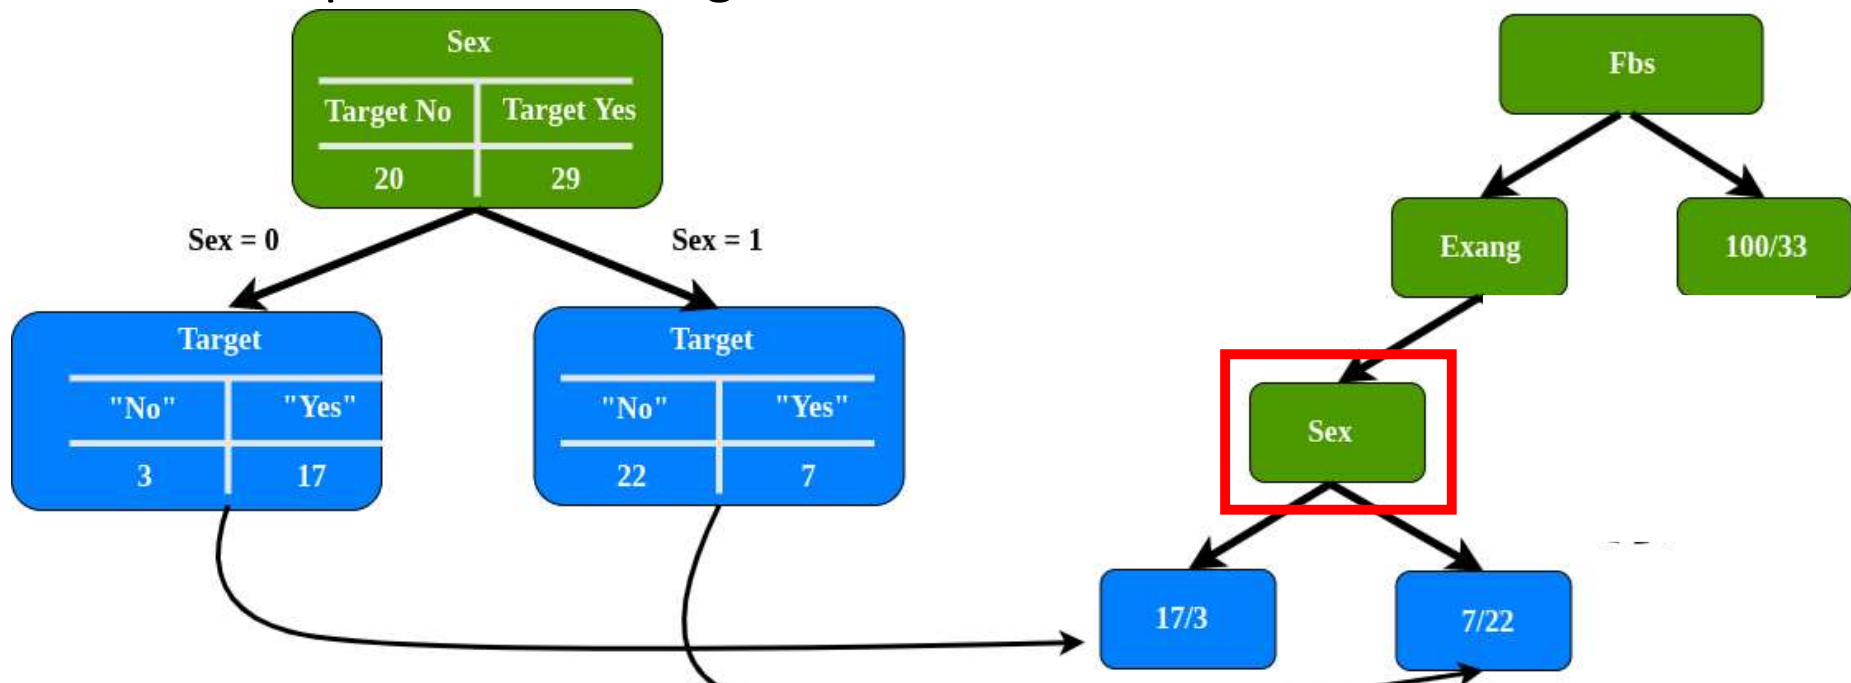 Sex
Target No Target Yes
20 29
Sex = 0 Sex = 1
Target
"No" "Yes"
3 17
Target
"No" "Yes"
22 7
Fbs
Exang 100/33
Sex
17/3 7/22